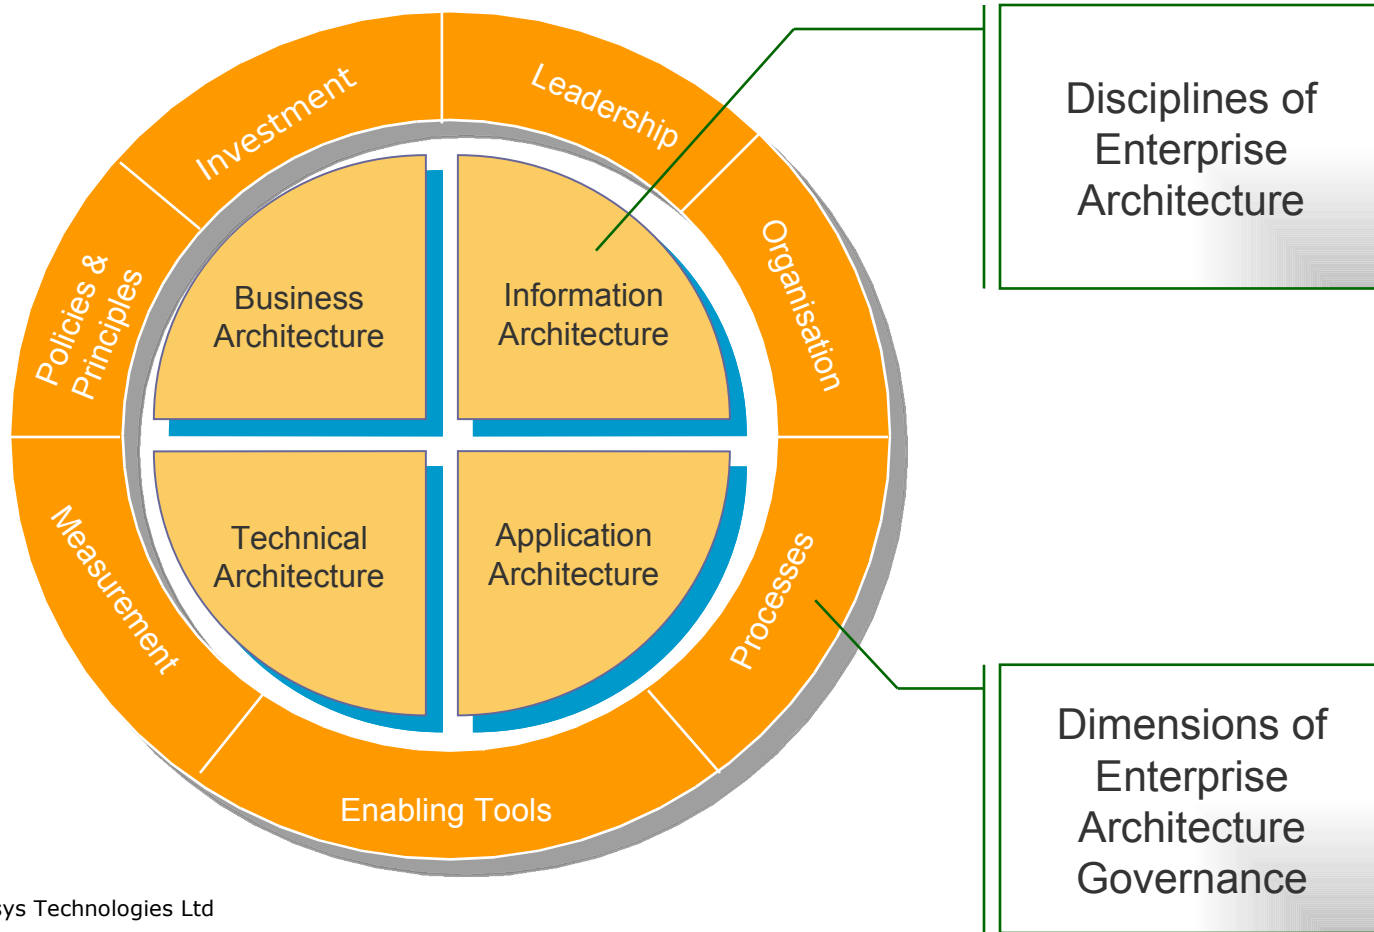 Investment
Leadership
Disciplines of
Enterprise
Architecture
Policies &
Principles
Organisation
Business
Architecture
Information
Architecture
Technical
Architecture
Application
Architecture
Measurement
Processes
Enabling Tools
Dimensions of
Enterprise
Architecture
Governance
sys Technologies Ltd